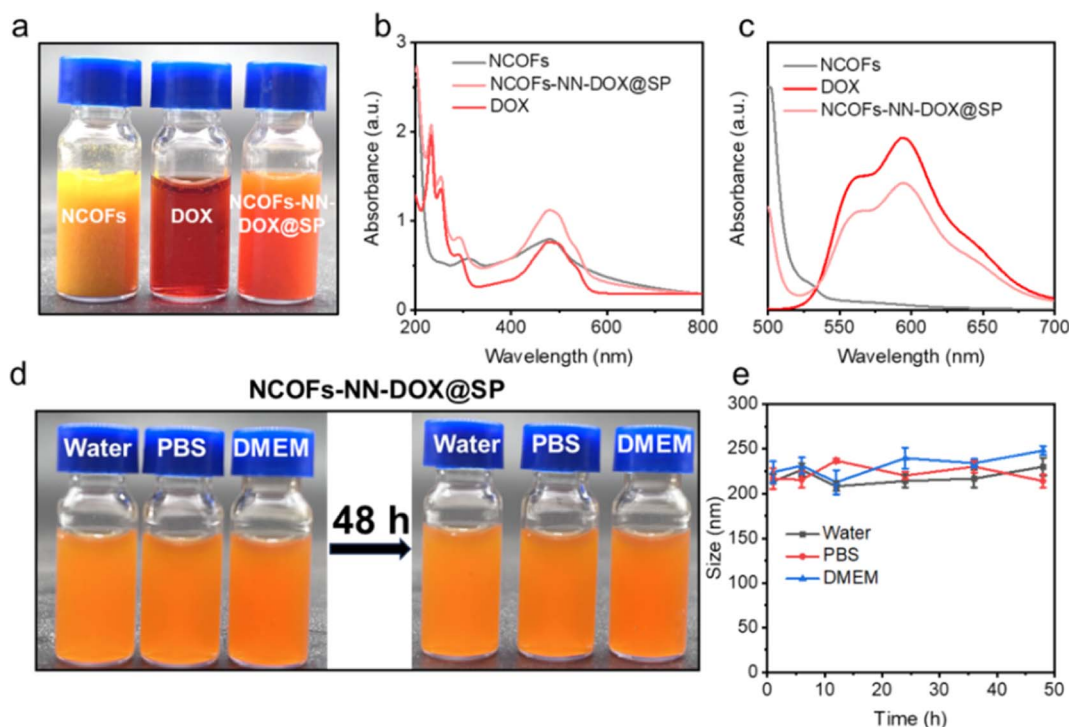 a
NCOFs
DOX
NCOFs-NN-
DOX@SP
b
Absorbance (a.u.)
3
2
1
0
NCOFs
NCOFs-NN-DOX@SP
DOX
200 400 600 800
Wavelength (nm)
c
Absorbance (a.u.)
NCOFs
DOX
NCOFs-NN-DOX@SP
500 550 600 650 700
Wavelength (nm)
d
NCOFs-NN-DOX@SP
Water PBS DMEM
48 h
Water PBS DMEM
e
Size (nm)
300
250
200
150
100
50
0
Water
PBS
DMEM
0 10 20 30 40 50
Time (h)